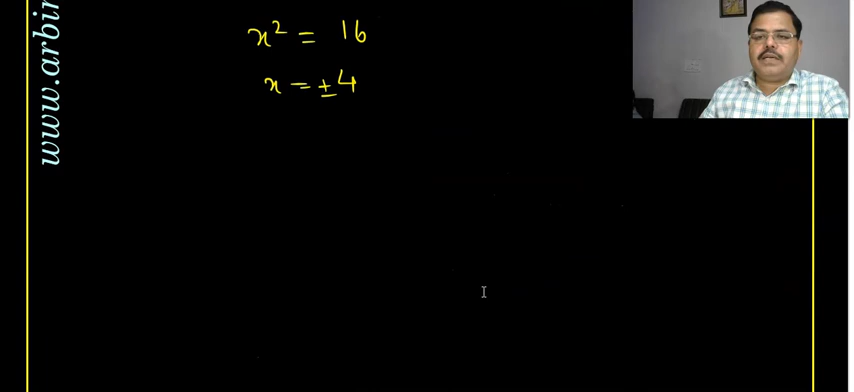 x² = 16
x = ±4
www.arbin